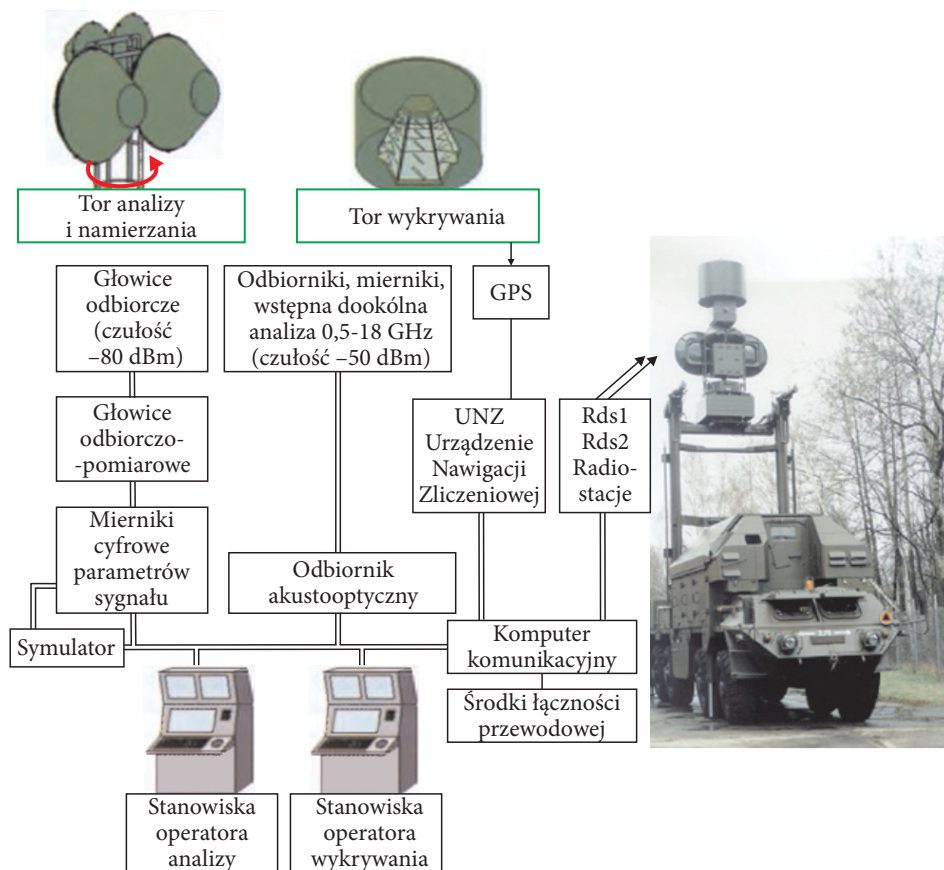 Tor analizy
i namierzania
Tor wykrywania
Głowice
odbiorcze
(czułość
–80 dBm)
Odbiorniki, mierniki,
wstępna dookólna
analiza 0,5-18 GHz
(czułość –50 dBm)
GPS
Głowice
odbiorczo-
-pomiarowe
UNZ
Urządzenie
Nawigacji
Zliczeniowej
Rds1
Rds2
Radio-
stacje
Mierniki
cyfrowe
parametrów
sygnału
Odbiornik
akustooptyczny
Symulator
Komputer
komunikacyjny
Środki łączności
przewodowej
Stanowiska
operatora
analizy
Stanowiska
operatora
wykrywania